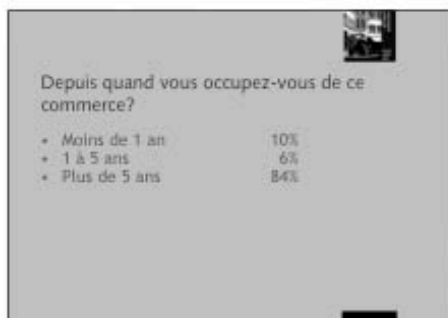 Depuis quand vous occupez-vous de ce
commerce?
• Moins de 1 an 10%
• 1 à 5 ans 6%
• Plus de 5 ans 84%